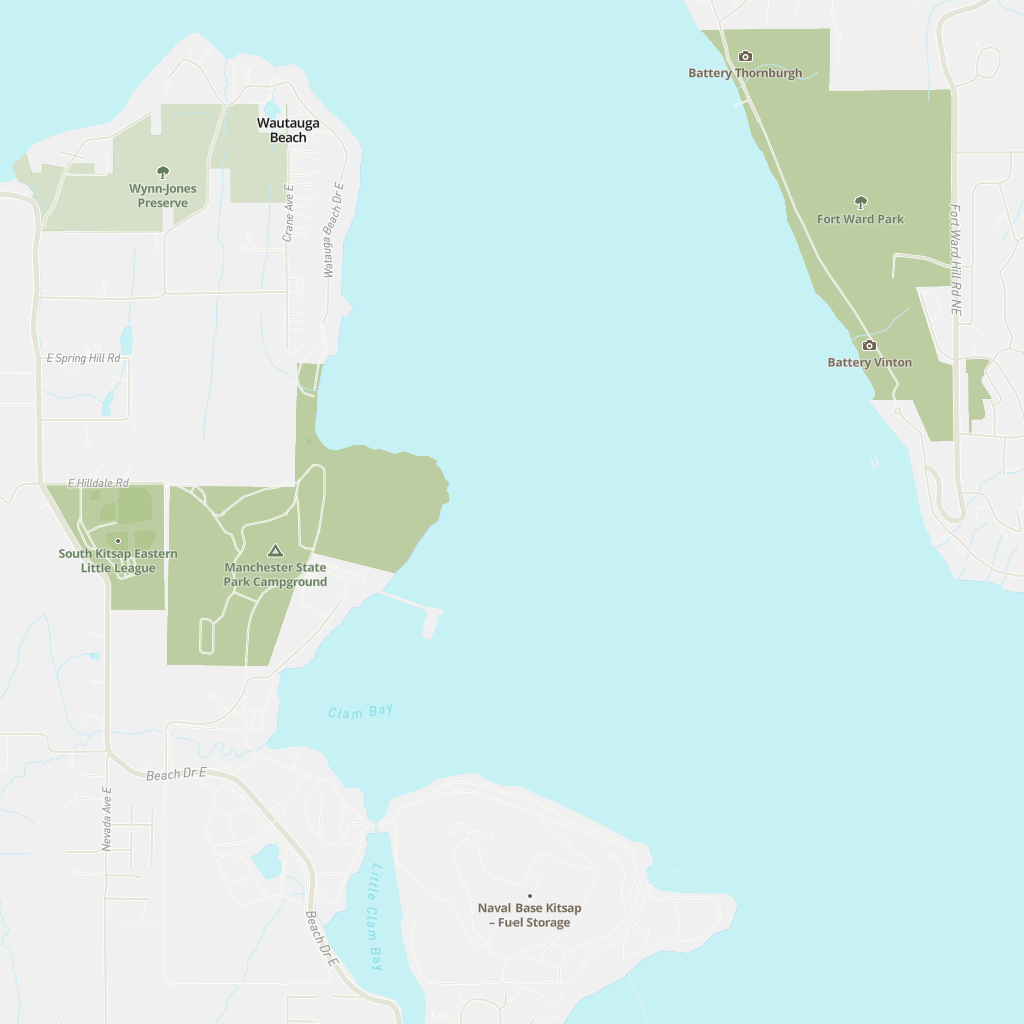 Battery Thornburgh
Wautauga
Beach
Wynn-Jones
Preserve
Crane Ave E
Watauga Beach Dr E
Fort Ward Park
Fort Ward Hill Rd NE
E Spring Hill Rd
Battery Vinton
E Hilldale Rd
South Kitsap Eastern
Little League
Manchester State
Park Campground
Clam Bay
Beach Dr E
Nevada Ave E
Little Clam Bay
Naval Base Kitsap
– Fuel Storage
Beach Dr E